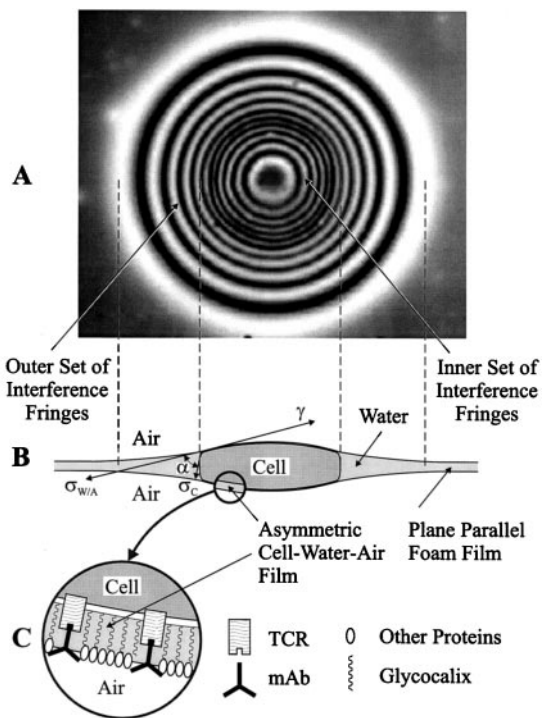 A
Outer Set of
Interference
Fringes
Inner Set of
Interference
Fringes
B
Air
γ
Water
α
Cell
σW/A
Air
σC
Asymmetric
Cell-Water-Air
Film
Plane Parallel
Foam Film
C
Cell
Air
TCR
mAb
Other Proteins
Glycocalix